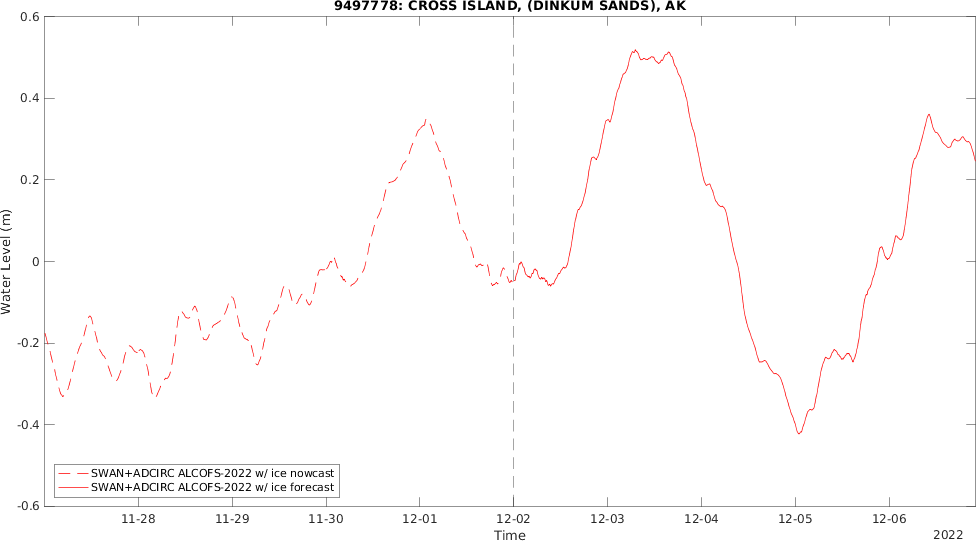 9497778: CROSS ISLAND, (DINKUM SANDS), AK
Water Level (m)
0.6
0.4
0.2
0
-0.2
-0.4
-0.6
SWAN+ADCIRC ALCOFS-2022 w/ ice nowcast
SWAN+ADCIRC ALCOFS-2022 w/ ice forecast
11-28 11-29 11-30 12-01 12-02 12-03 12-04 12-05 12-06
Time
2022